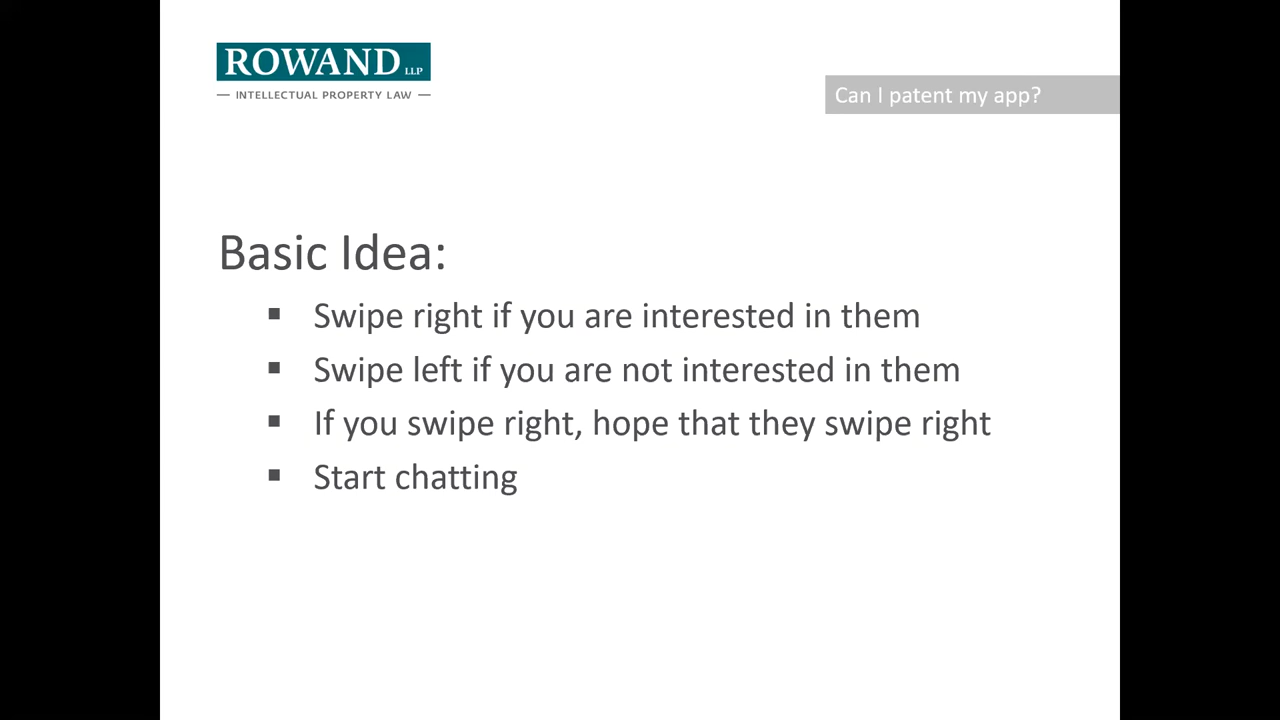 ROWAND LLP
INTELLECTUAL PROPERTY LAW
Can I patent my app?
Basic Idea:
Swipe right if you are interested in them
Swipe left if you are not interested in them
If you swipe right, hope that they swipe right
Start chatting